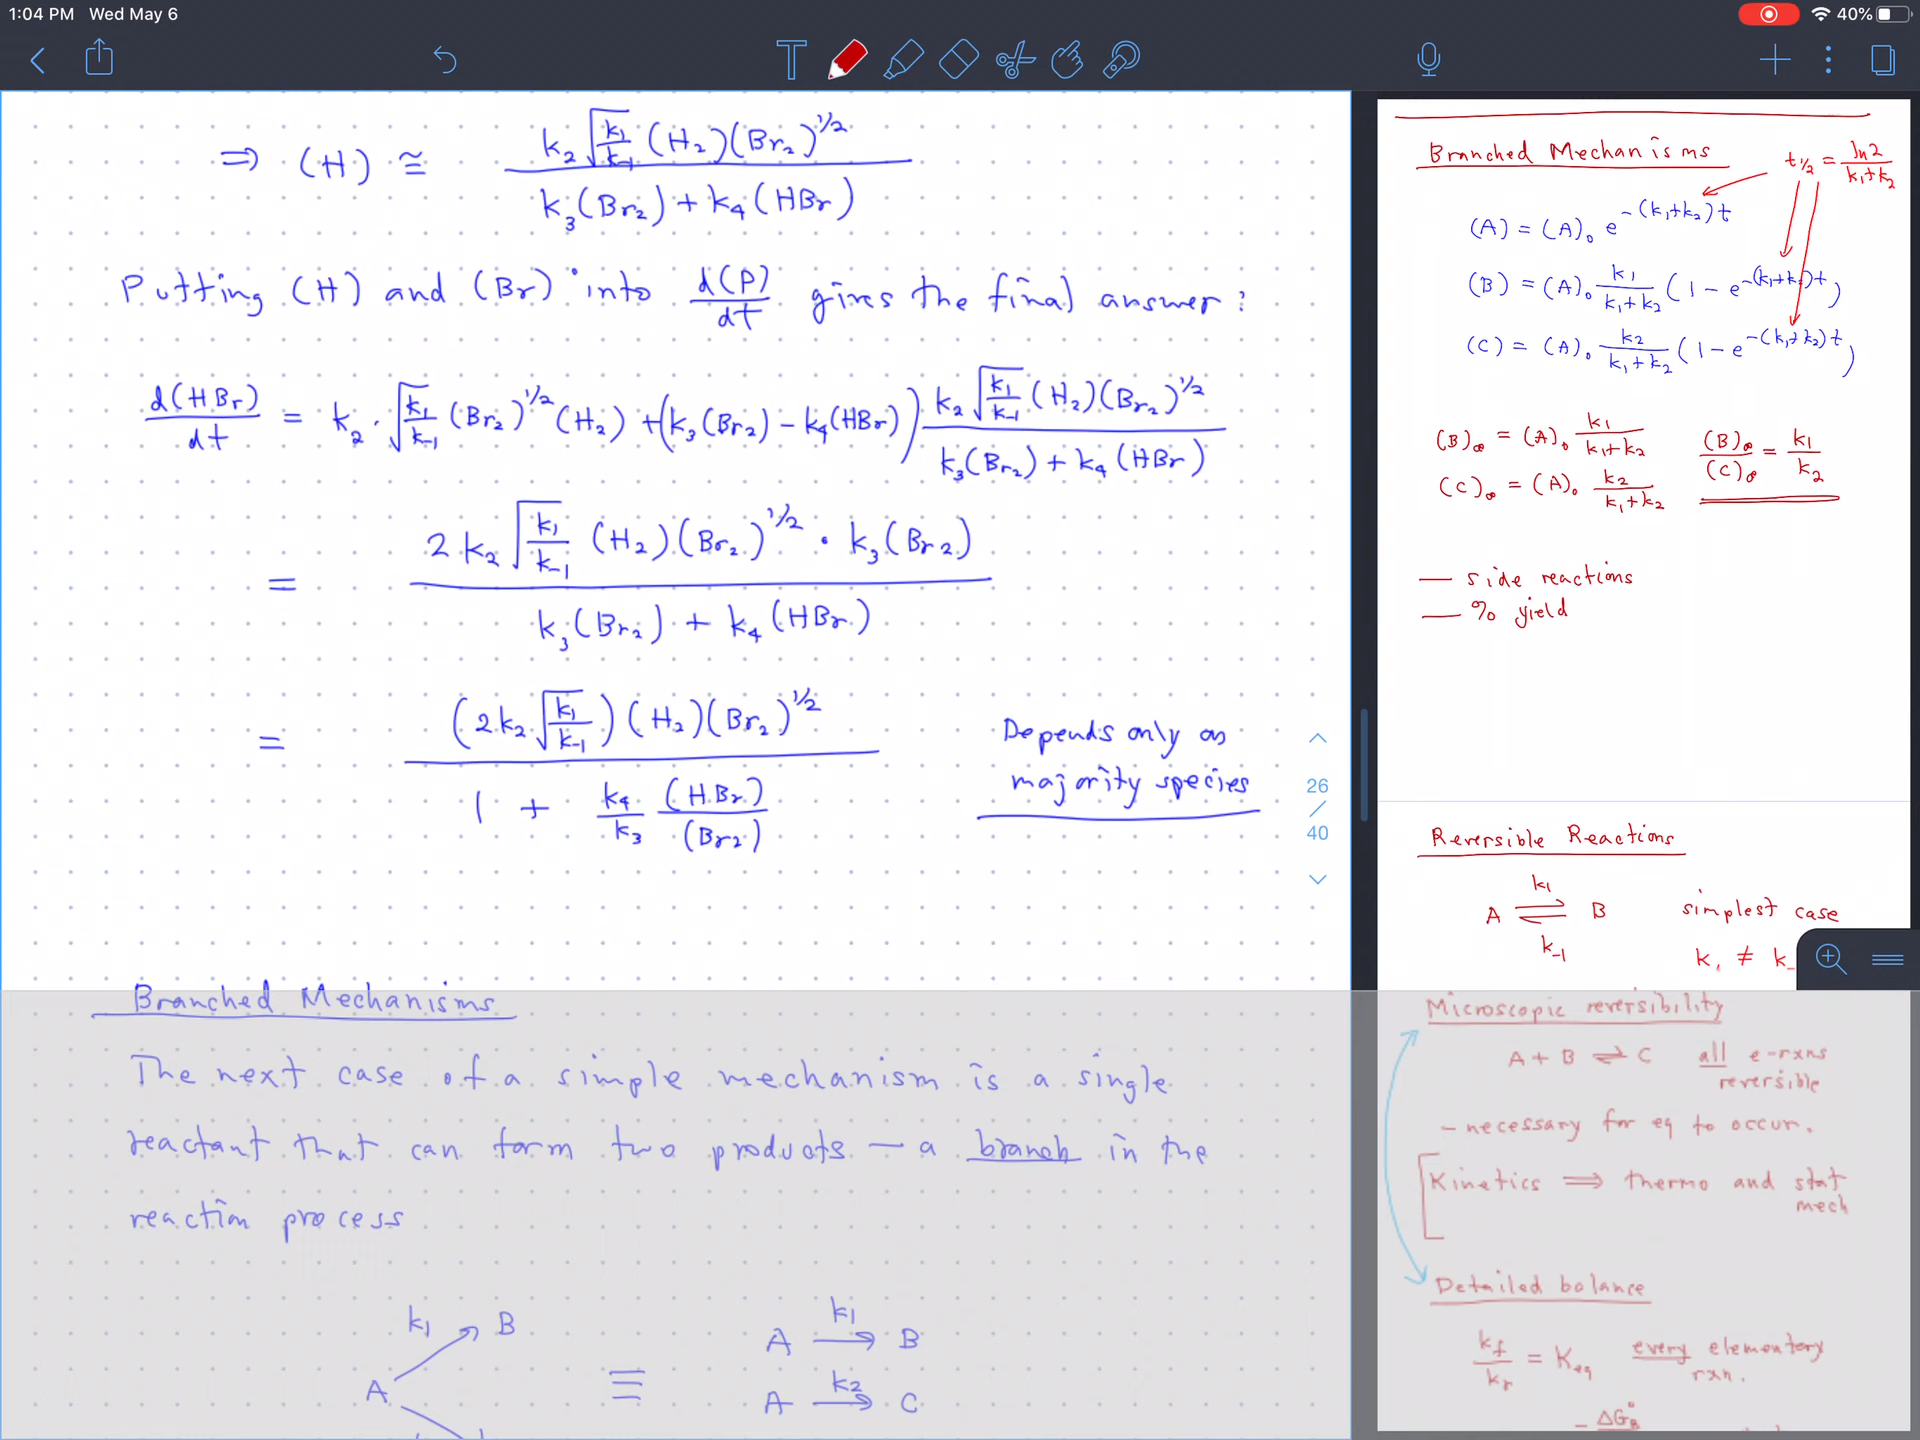 1:04 PM Wed May 6
40%
⇒ (H) ≅ k₂ √(k₁/k₋₁) (H₂)(Br₂)^1/2 / k₃(Br₂) + k₄(HBr)
Putting (H) and (Br) into d(P)/dt gives the final answer:
d(HBr)/dt = k₂ · √(k₁/k₋₁) (Br₂)^1/2 (H₂) + (k₃(Br₂) − k₄(HBr)) k₂ √(k₁/k₋₁) (H₂)(Br₂)^1/2 / k₃(Br₂) + k₄(HBr)
= 2k₂ √(k₁/k₋₁) (H₂)(Br₂)^1/2 · k₃(Br₂) / k₃(Br₂) + k₄(HBr)
= (2k₂ √(k₁/k₋₁)) (H₂)(Br₂)^1/2 / 1 + k₄/k₃ (HBr)/(Br₂)
Depends only on
majority species
26
/
40
Branched Mechanisms
The next case of a simple mechanism is a single
reactant that can form two products — a branch in the
reaction process
k₁ B
A
≡
A —k₁→ B
A —k₂→ C
Branched Mechanisms
t½ = ln2 / k₁+k₂
(A) = (A)₀ e^−(k₁+k₂)t
(B) = (A)₀ k₁/k₁+k₂ (1 − e^−(k₁+k₂)t)
(C) = (A)₀ k₂/k₁+k₂ (1 − e^−(k₁+k₂)t)
(B)∞ = (A)₀ k₁/k₁+k₂
(C)∞ = (A)₀ k₂/k₁+k₂
(B)∞/(C)∞ = k₁/k₂
— side reactions
— % yield
Reversible Reactions
A ⇌ B k₁ k₋₁
simplest case
k₁ ≠ k₋
Microscopic reversibility
A + B ⇌ C all e-rxns
reversible
- necessary for eq to occur.
Kinetics ⇒ thermo and stat
mech
Detailed balance
kf/kr = Keq every elementary
rxn.
− ΔG°R